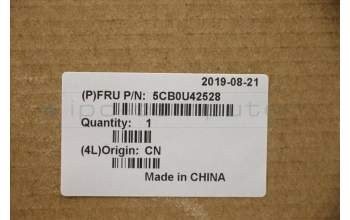 2019-08-21
(P)FRU P/N: 5CB0U42528
Quantity: 1
(4L)Origin: CN
Made in CHINA